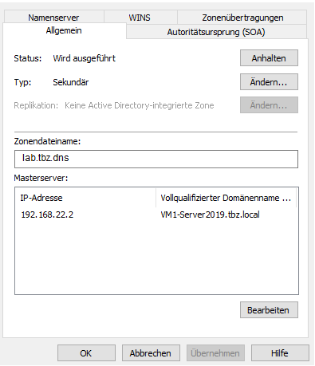 Namenserver WINS Zonenübertragungen
Allgemein Autoritätsursprung (SOA)
Status: Wird ausgeführt Anhalten
Typ: Sekundär Ändern...
Replikation: Keine Active Directory-integrierte Zone Ändern...
Zonendateiname:
lab.tbz.dns
Masterserver:
IP-Adresse Vollqualifizierter Domänenname ...
192.168.22.2 VM1-Server2019.tbz.local
Bearbeiten
OK Abbrechen Übernehmen Hilfe